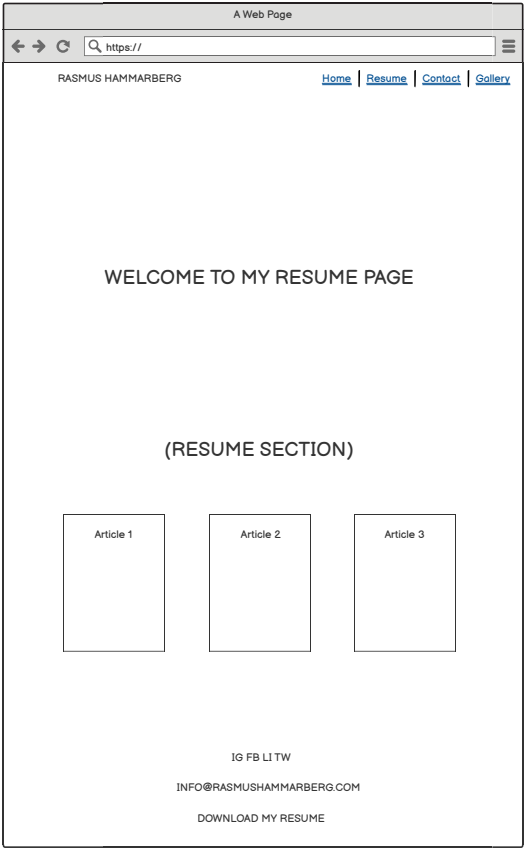 A Web Page
https://
RASMUS HAMMARBERG
Home Resume Contact Gallery
WELCOME TO MY RESUME PAGE
(RESUME SECTION)
Article 1
Article 2
Article 3
IG FB LI TW
INFO@RASMUSHAMMARBERG.COM
DOWNLOAD MY RESUME